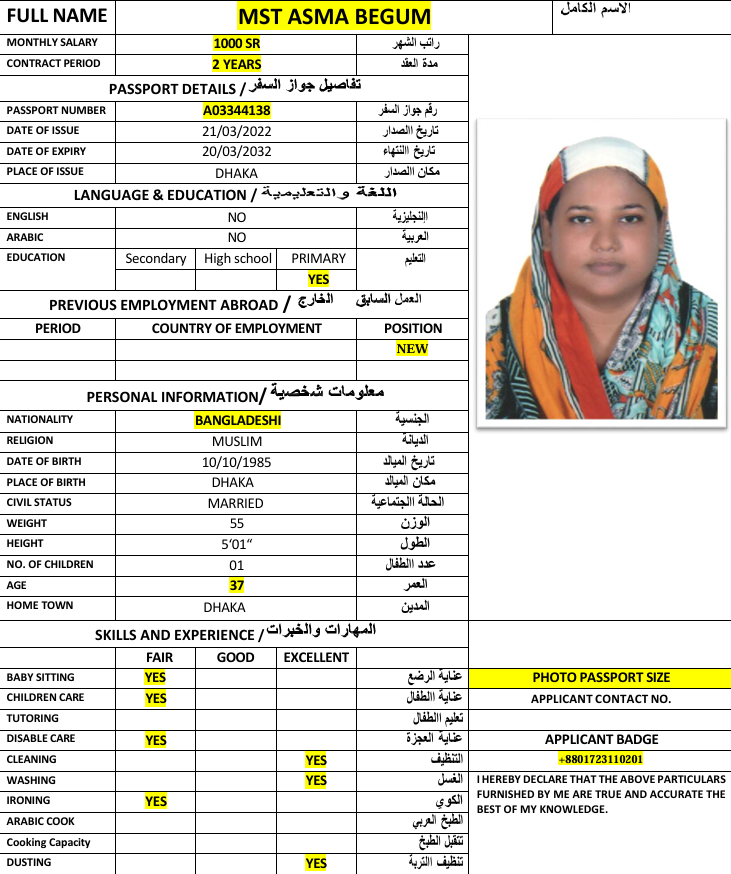 FULL NAME MST ASMA BEGUM الاسم الكامل
MONTHLY SALARY 1000 SR راتب الشهر
CONTRACT PERIOD 2 YEARS مدة العقد
PASSPORT DETAILS / تفاصيل جواز السفر
PASSPORT NUMBER A03344138 رقم جواز السفر
DATE OF ISSUE 21/03/2022 تاريخ االصدار
DATE OF EXPIRY 20/03/2032 تاريخ االنتهاء
PLACE OF ISSUE DHAKA مكان االصدار
LANGUAGE & EDUCATION / اللغة والتعليمية
ENGLISH NO اإلنجليزية
ARABIC NO العربية
EDUCATION Secondary High school PRIMARY التعليم
YES
PREVIOUS EMPLOYMENT ABROAD / العمل السابق الخارج
PERIOD COUNTRY OF EMPLOYMENT POSITION
NEW
PERSONAL INFORMATION/ معلومات شخصية
NATIONALITY BANGLADESHI الجنسية
RELIGION MUSLIM الديانة
DATE OF BIRTH 10/10/1985 تاريخ الميالد
PLACE OF BIRTH DHAKA مكان الميالد
CIVIL STATUS MARRIED الحالة االجتماعية
WEIGHT 55 الوزن
HEIGHT 5‘01“ الطول
NO. OF CHILDREN 01 عدد االطفال
AGE 37 العمر
HOME TOWN DHAKA المدين
SKILLS AND EXPERIENCE / المهارات والخبرات
FAIR GOOD EXCELLENT
BABY SITTING YES عناية الرضع
CHILDREN CARE YES عناية االطفال
TUTORING تعليم االطفال
DISABLE CARE YES عناية العجزة
CLEANING YES التنظيف
WASHING YES الغسل
IRONING YES الكوي
ARABIC COOK الطبخ العربي
Cooking Capacity تتقبل الطبخ
DUSTING YES تنظيف االتربة
PHOTO PASSPORT SIZE
APPLICANT CONTACT NO.
APPLICANT BADGE
+8801723110201
I HEREBY DECLARE THAT THE ABOVE PARTICULARS
FURNISHED BY ME ARE TRUE AND ACCURATE THE
BEST OF MY KNOWLEDGE.